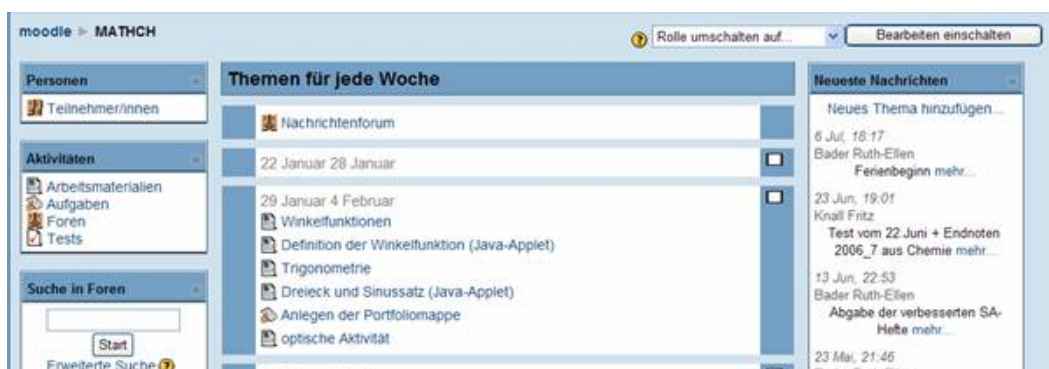 moodle ► MATHCH
Rolle umschalten auf...
Bearbeiten einschalten
Personen
Teilnehmer/innen
Aktivitäten
Arbeitsmaterialien
Aufgaben
Foren
Tests
Suche in Foren
Start
Erweiterte Suche
Themen für jede Woche
Nachrichtenforum
22 Januar 28 Januar
29 Januar 4 Februar
Winkelfunktionen
Definition der Winkelfunktion (Java-Applet)
Trigonometrie
Dreieck und Sinussatz (Java-Applet)
Anlegen der Portfoliomappe
optische Aktivität
Neueste Nachrichten
Neues Thema hinzufügen...
6 Jul, 18:17
Bader Ruth-Ellen
Ferienbeginn mehr...
23 Jun, 19:01
Knall Fritz
Test vom 22.Juni + Endnoten
2006_7 aus Chemie mehr...
13 Jun, 22:53
Bader Ruth-Ellen
Abgabe der verbesserten SA-
Hefte mehr...
23 Mai, 21:46